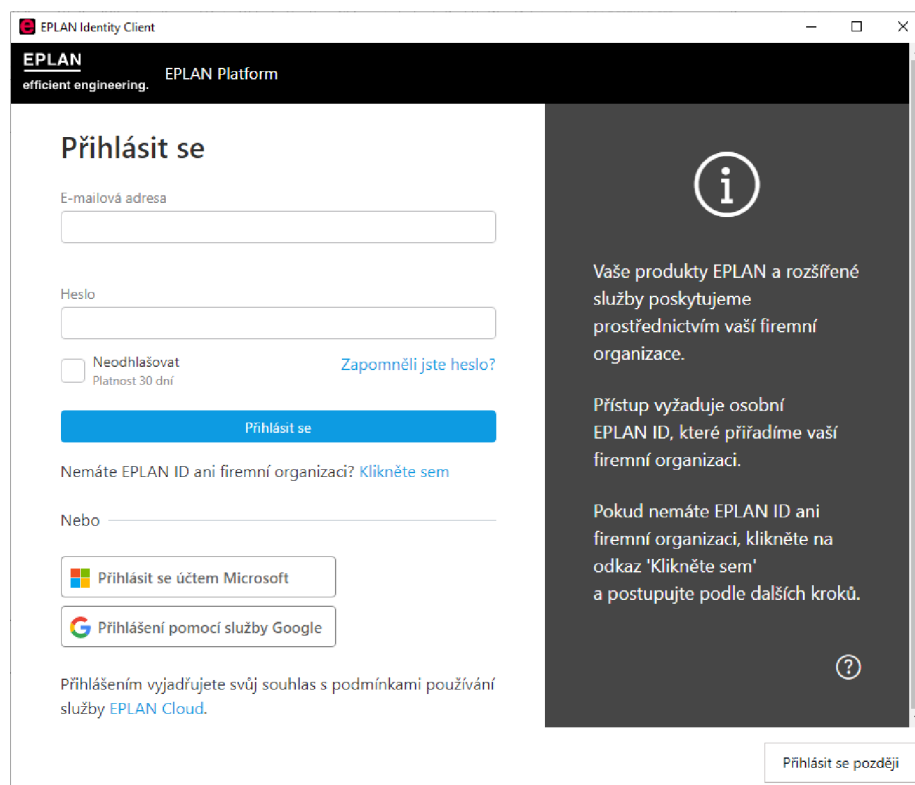 EPLAN Identity Client
EPLAN
efficient engineering.
EPLAN Platform
Přihlásit se
E-mailová adresa
Heslo
Neodhlašovat
Platnost 30 dní
Zapomněli jste heslo?
Přihlásit se
Nemáte EPLAN ID ani firemní organizaci? Klikněte sem
Nebo
Přihlásit se účtem Microsoft
Přihlášení pomocí služby Google
Přihlášením vyjadřujete svůj souhlas s podmínkami používání
služby EPLAN Cloud.
Vaše produkty EPLAN a rozšířené
služby poskytujeme
prostřednictvím vaší firemní
organizace.
Přístup vyžaduje osobní
EPLAN ID, které přiřadíme vaší
firemní organizaci.
Pokud nemáte EPLAN ID ani
firemní organizaci, klikněte na
odkaz 'Klikněte sem'
a postupujte podle dalších kroků.
Přihlásit se později